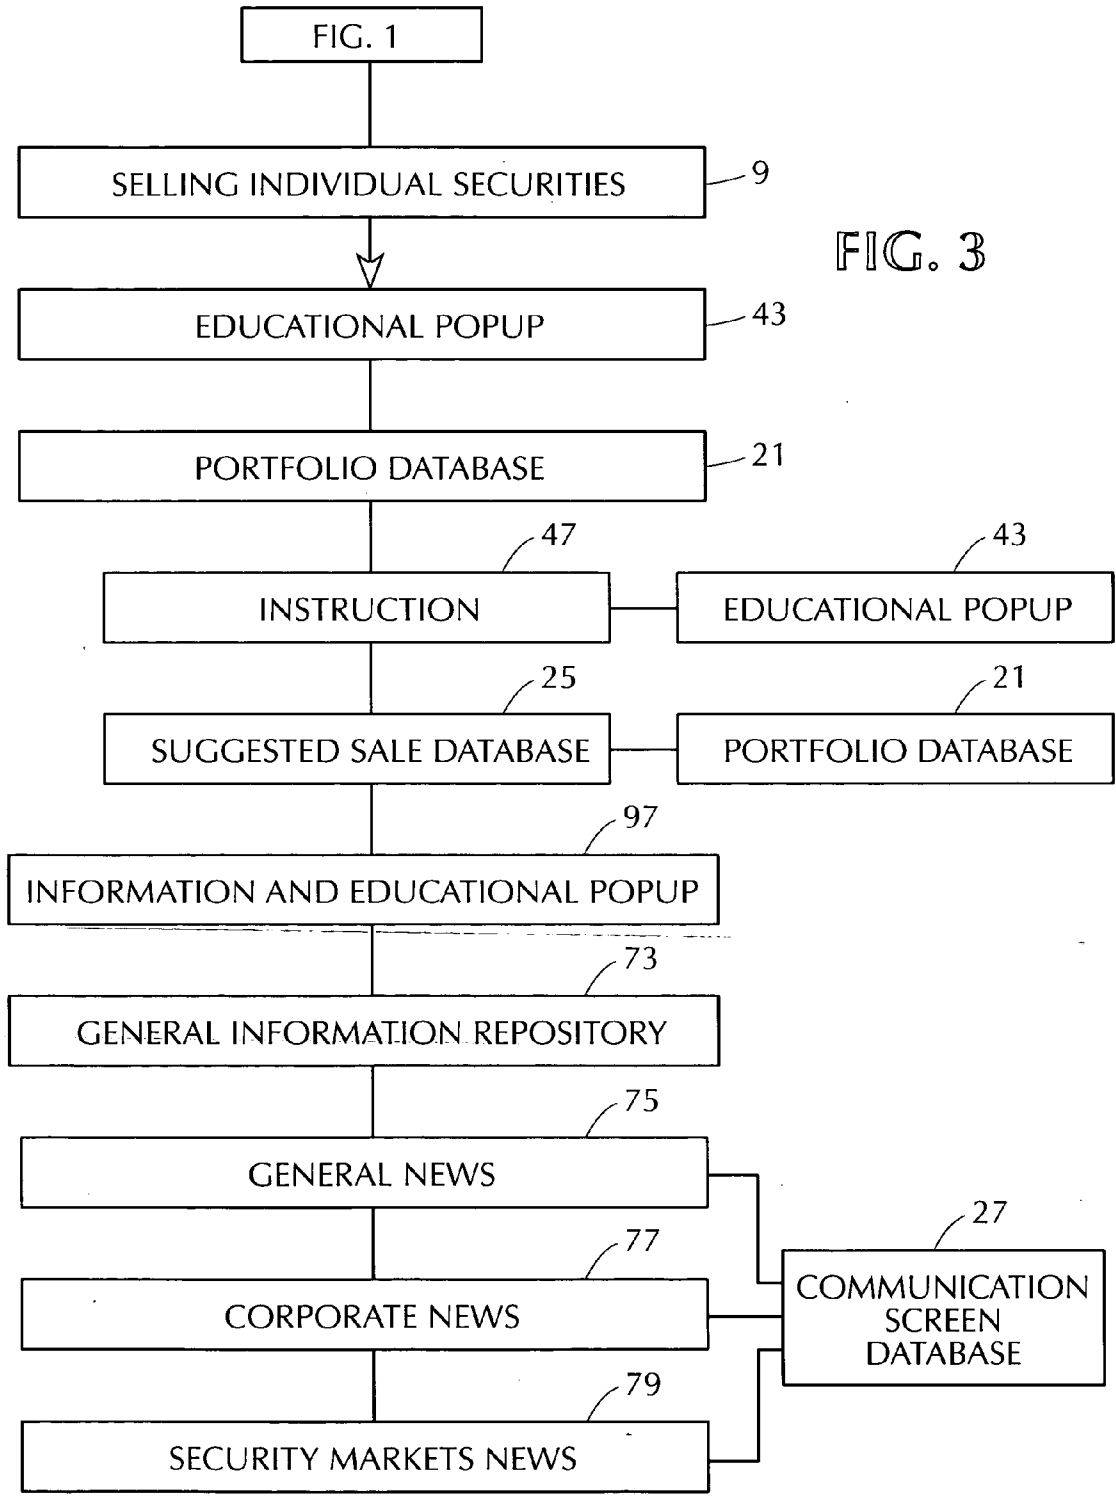 FIG. 1
SELLING INDIVIDUAL SECURITIES
9
FIG. 3
EDUCATIONAL POPUP
43
PORTFOLIO DATABASE
21
47
43
INSTRUCTION
EDUCATIONAL POPUP
25
21
SUGGESTED SALE DATABASE
PORTFOLIO DATABASE
97
INFORMATION AND EDUCATIONAL POPUP
73
GENERAL INFORMATION REPOSITORY
75
GENERAL NEWS
27
77
COMMUNICATION
SCREEN
DATABASE
CORPORATE NEWS
79
SECURITY MARKETS NEWS